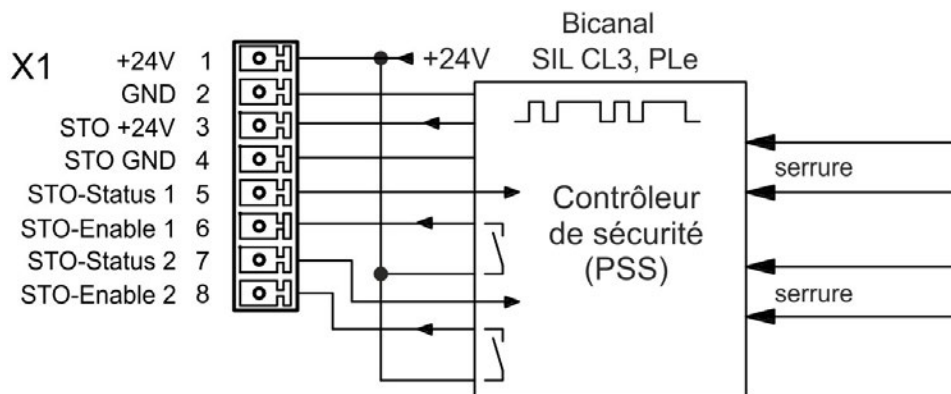 Bicanal
SIL CL3, PLe
X1
+24V 1
+24V
GND 2
STO +24V 3
STO GND 4
STO-Status 1 5
STO-Enable 1 6
STO-Status 2 7
STO-Enable 2 8
Contrôleur
de sécurité
(PSS)
serrure
serrure